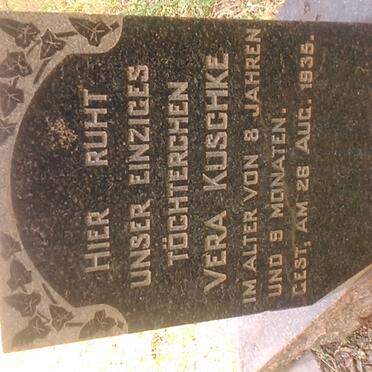 HIER RUHT
UNSER EINZIGES
TÖCHTERCHEN
VERA KUSCHKE
IM ALTER VON 8 JAHREN
UND 9 MONATEN.
GEST, AM 28 AUG. 1935.